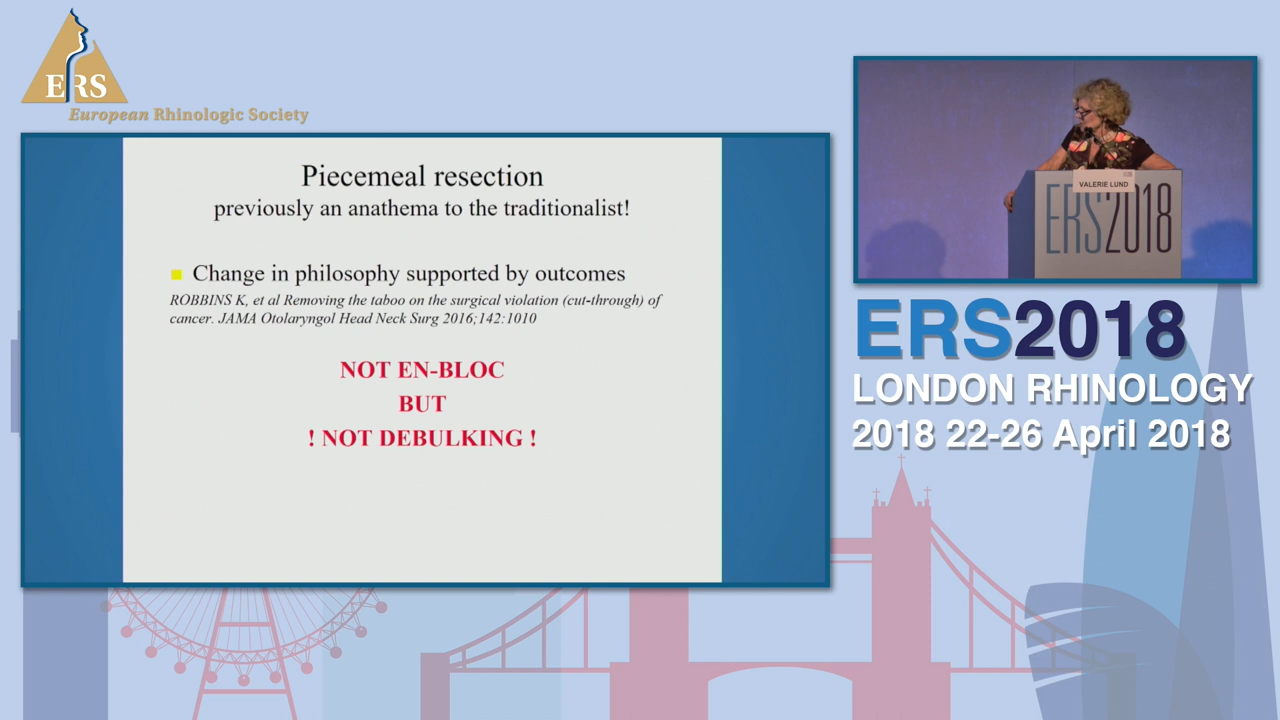 ERS
European Rhinologic Society
Piecemeal resection
previously an anathema to the traditionalist!
Change in philosophy supported by outcomes
ROBBINS K, et al Removing the taboo on the surgical violation (cut-through) of
cancer. JAMA Otolaryngol Head Neck Surg 2016;142:1010
NOT EN-BLOC
BUT
! NOT DEBULKING !
VALERIE LUND
ERS2018
ERS2018
LONDON RHINOLOGY
2018 22-26 April 2018